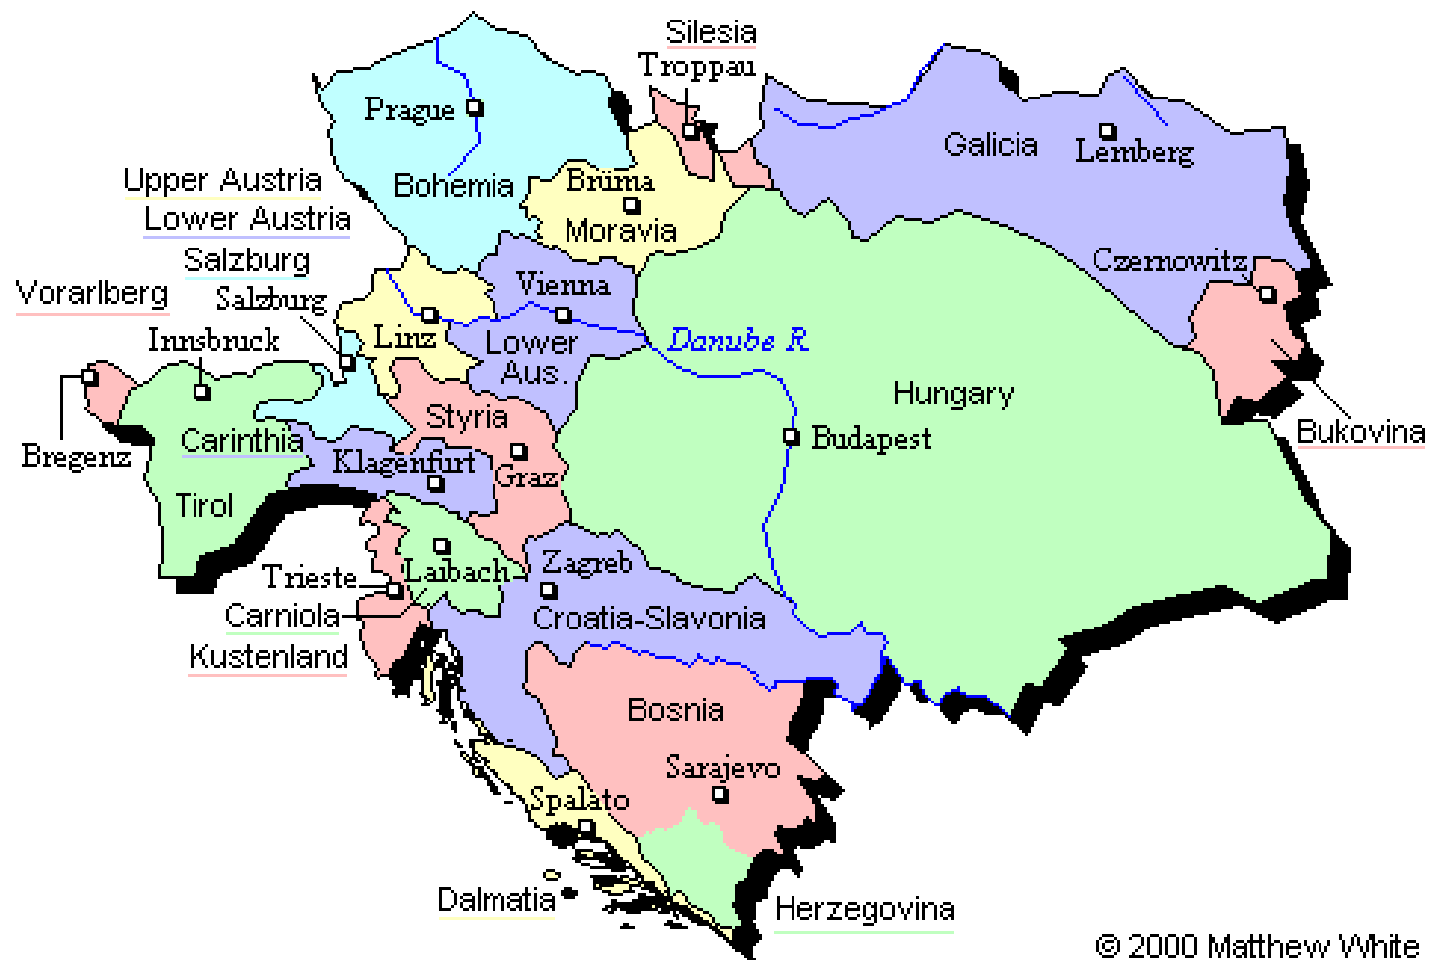 Silesia
Troppau
Prague
Galicia
Lemberg
Upper Austria
Bohemia
Brüma
Lower Austria
Moravia
Salzburg
Czernowitz
Vorarlberg
Salzburg
Vienna
Innsbruck
Linz
Lower
Aus.
Danube R
Hungary
Styria
Bukovina
Carinthia
Budapest
Bregenz
Klagenfurt
Graz
Tirol
Zagreb
Trieste
Laibach
Carniola
Croatia-Slavonia
Kustenland
Bosnia
Sarajevo
Spalato
Dalmatia
Herzegovina
© 2000 Matthew White